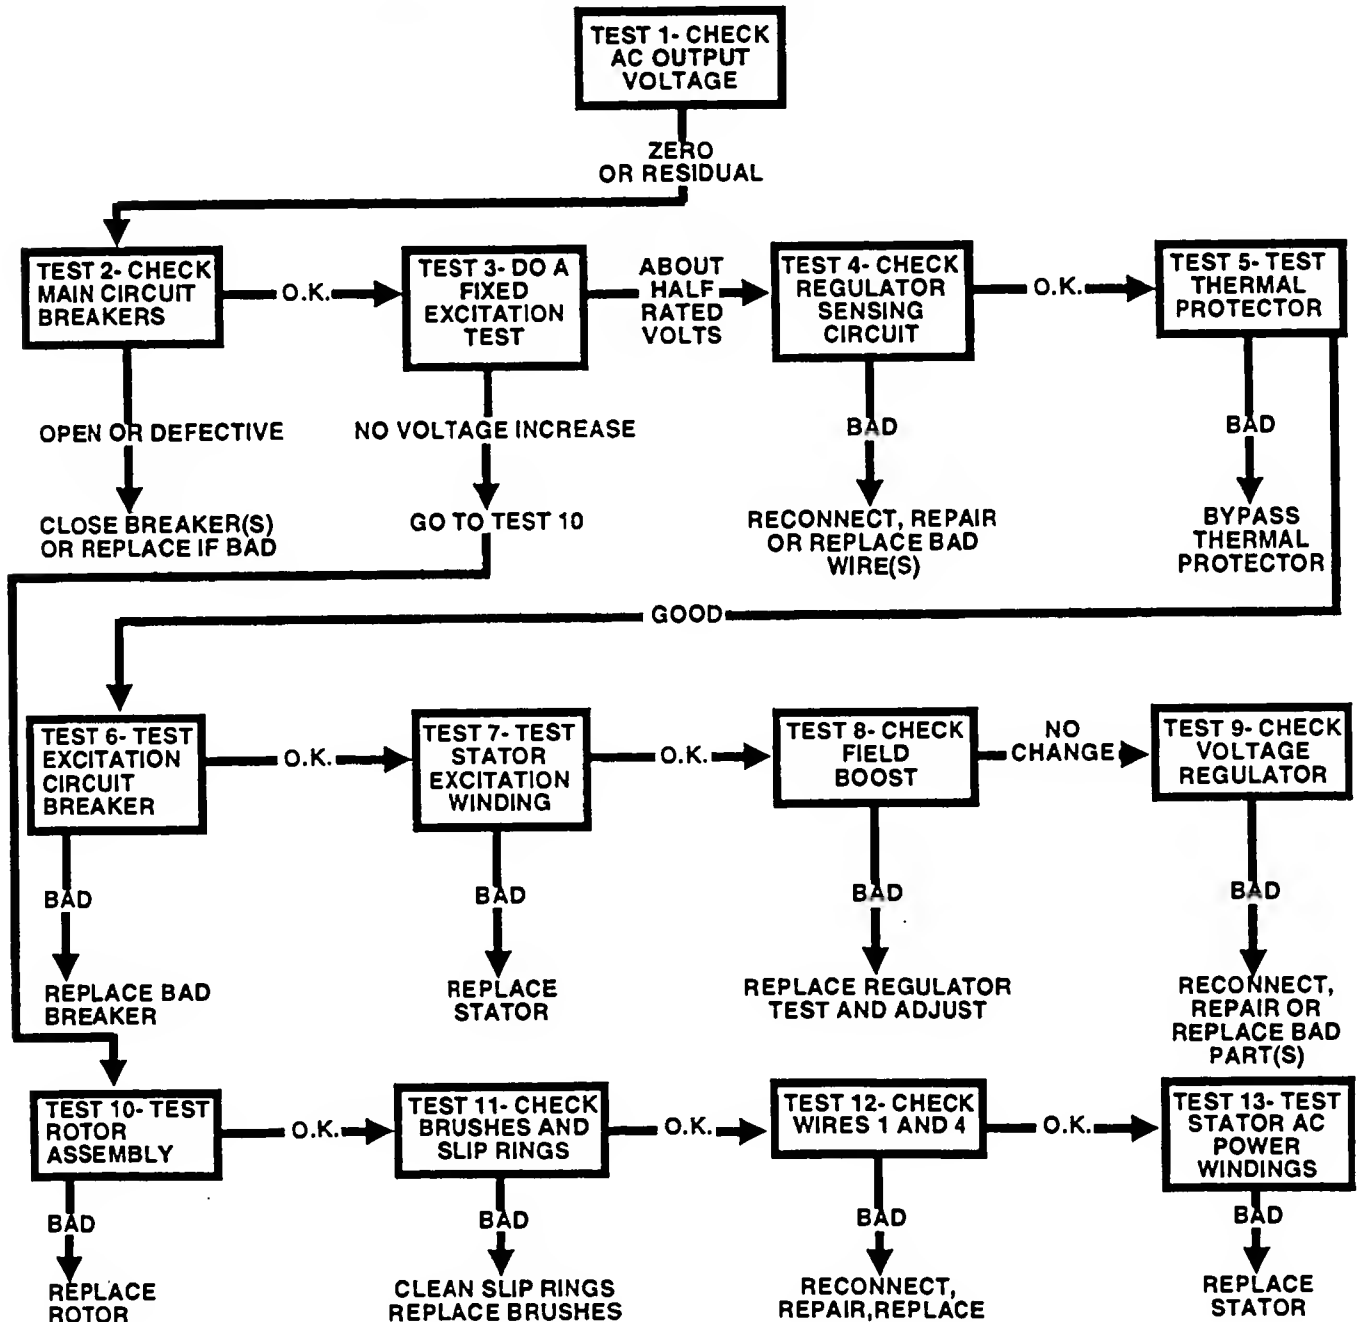 TEST 1- CHECK
AC OUTPUT
VOLTAGE
ZERO
OR RESIDUAL
TEST 2- CHECK
MAIN CIRCUIT
BREAKERS
O.K.
TEST 3- DO A
FIXED
EXCITATION
TEST
ABOUT
HALF
RATED
VOLTS
TEST 4- CHECK
REGULATOR
SENSING
CIRCUIT
O.K.
TEST 5- TEST
THERMAL
PROTECTOR
OPEN OR DEFECTIVE
CLOSE BREAKER(S)
OR REPLACE IF BAD
NO VOLTAGE INCREASE
GO TO TEST 10
BAD
RECONNECT, REPAIR
OR REPLACE BAD
WIRE(S)
BAD
BYPASS
THERMAL
PROTECTOR
GOOD
TEST 6- TEST
EXCITATION
CIRCUIT
BREAKER
O.K.
TEST 7- TEST
STATOR
EXCITATION
WINDING
O.K.
TEST 8- CHECK
FIELD
BOOST
NO
CHANGE
TEST 9- CHECK
VOLTAGE
REGULATOR
BAD
REPLACE BAD
BREAKER
BAD
REPLACE
STATOR
BAD
REPLACE REGULATOR
TEST AND ADJUST
BAD
RECONNECT,
REPAIR OR
REPLACE BAD
PART(S)
TEST 10- TEST
ROTOR
ASSEMBLY
O.K.
TEST 11- CHECK
BRUSHES AND
SLIP RINGS
O.K.
TEST 12- CHECK
WIRES 1 AND 4
O.K.
TEST 13- TEST
STATOR AC
POWER
WINDINGS
BAD
REPLACE
ROTOR
BAD
CLEAN SLIP RINGS
REPLACE BRUSHES
BAD
RECONNECT,
REPAIR,REPLACE
BAD
REPLACE
STATOR